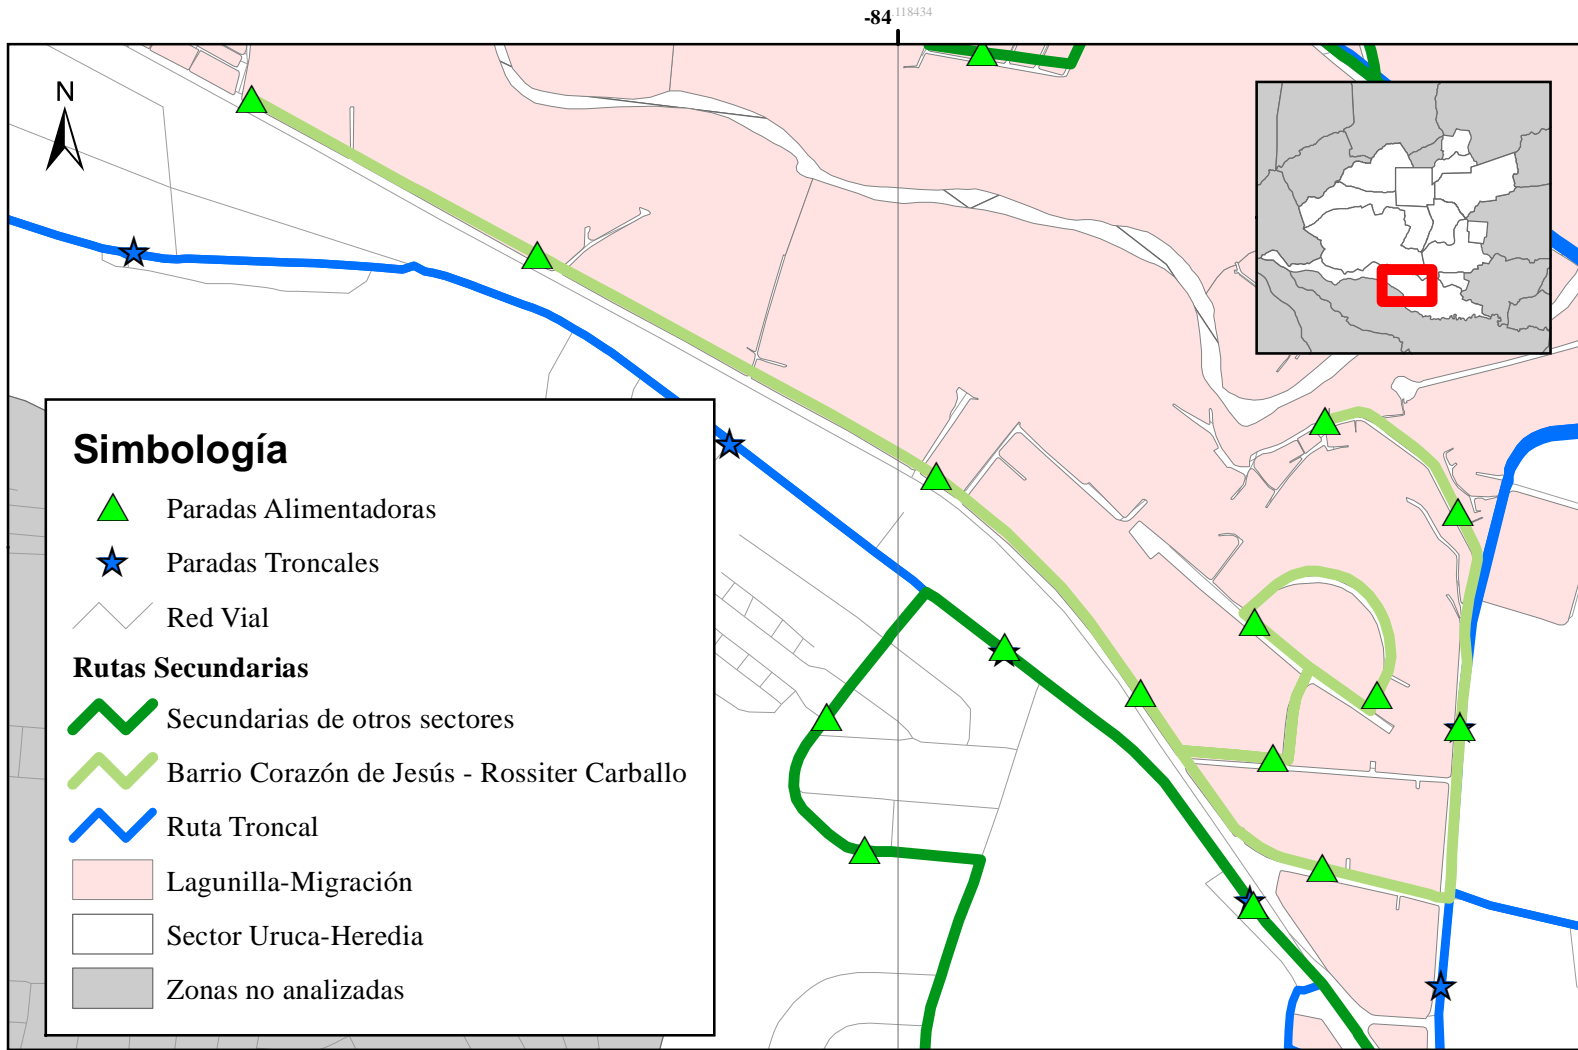 -84.118434
N
Simbología
Paradas Alimentadoras
Paradas Troncales
Red Vial
Rutas Secundarias
Secundarias de otros sectores
Barrio Corazón de Jesús - Rossiter Carballo
Ruta Troncal
Lagunilla-Migración
Sector Uruca-Heredia
Zonas no analizadas